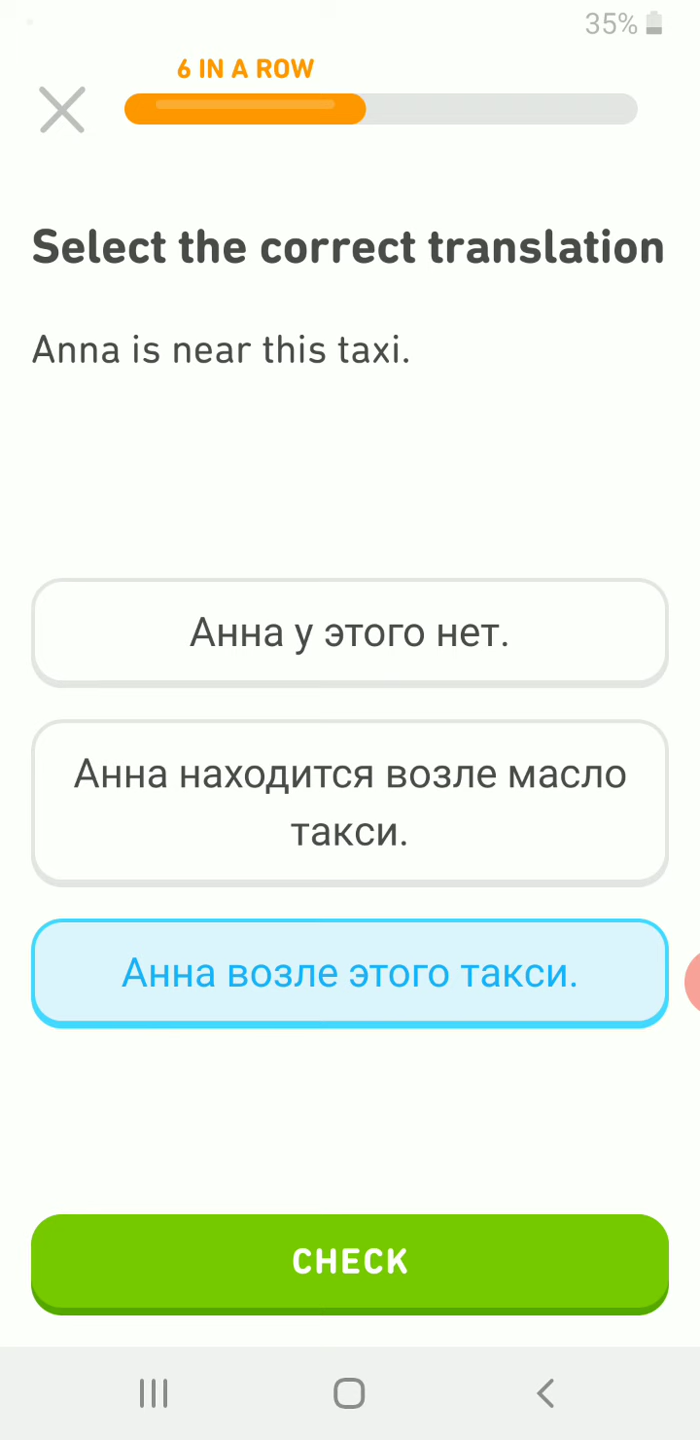 35%
6 IN A ROW
Select the correct translation
Anna is near this taxi.
Анна у этого нет.
Анна находится возле масло
такси.
Анна возле этого такси.
CHECK